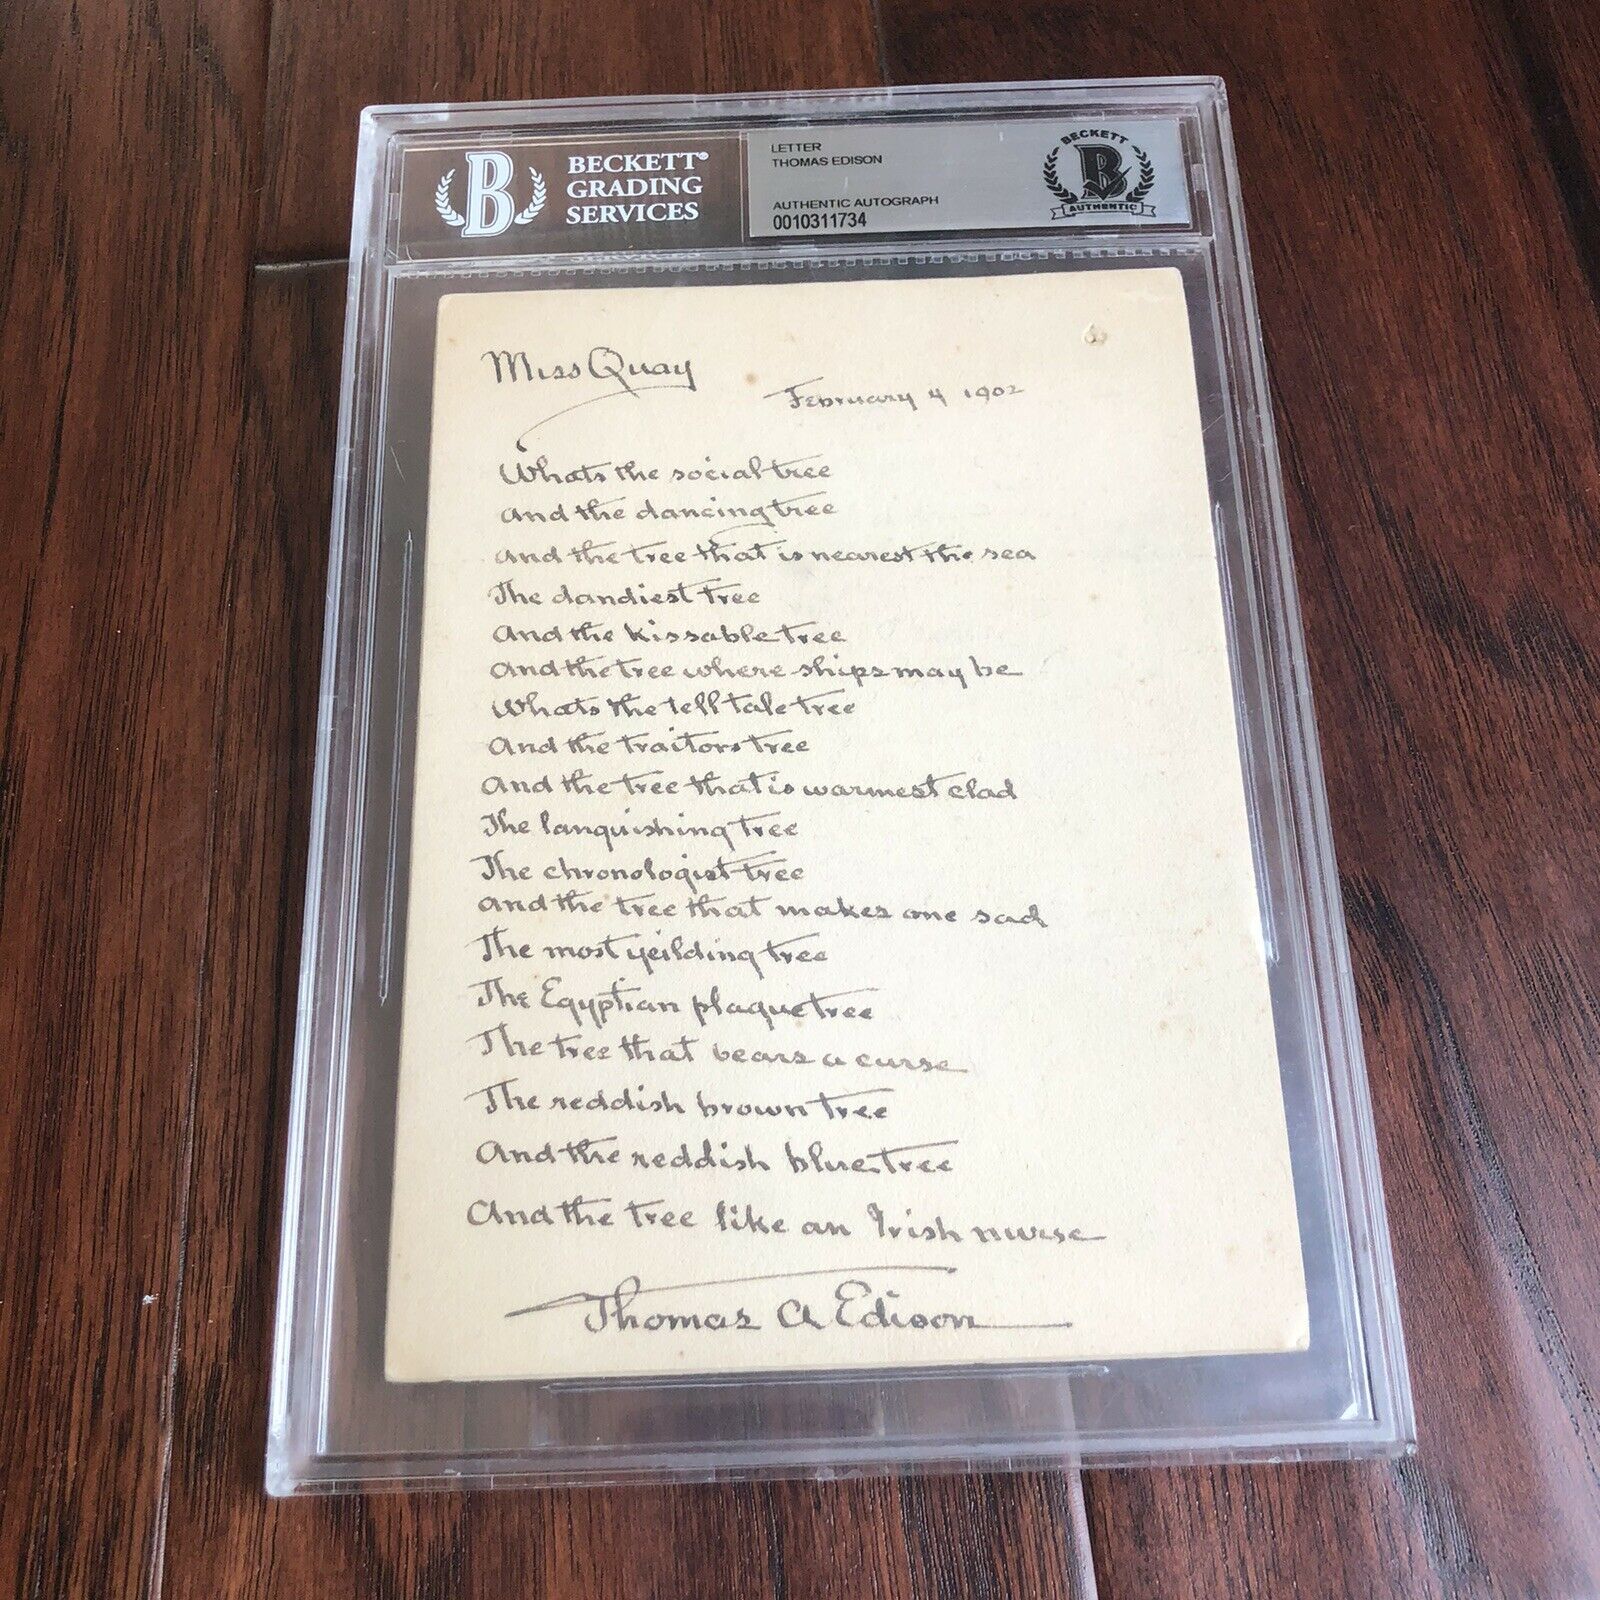 BECKETT®
GRADING
SERVICES
B
LETTER
THOMAS EDISON
AUTHENTIC AUTOGRAPH
0010311734
BECKETT
B
AUTHENTIC
Miss Quay
February 4 1902
Whats the social tree
And the dancing tree
And the tree that is nearest the sea
The dandiest tree
And the kissable tree
And the tree where ships may be
Whats the tell tale tree
And the traitors tree
And the tree that is warmest clad
The languishing tree
The chronologist tree
And the tree that makes one sad
The most yeilding tree
The Egyptian plague tree
The tree that bears a curse
The reddish brown tree
And the reddish blue tree
And the tree like an Irish nurse
Thomas A Edison